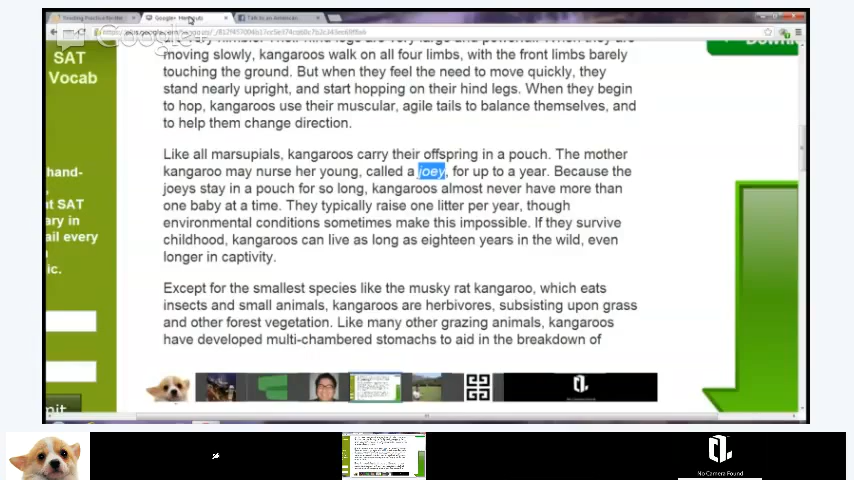 Google+ Hangouts
Talk to an American
Google
SAT
Vocab
moving slowly, kangaroos walk on all four limbs, with the front limbs barely
touching the ground. But when they feel the need to move quickly, they
stand nearly upright, and start hopping on their hind legs. When they begin
to hop, kangaroos use their muscular, agile tails to balance themselves, and
to help them change direction.
hand-
Like all marsupials, kangaroos carry their offspring in a pouch. The mother
kangaroo may nurse her young, called a joey, for up to a year. Because the
joeys stay in a pouch for so long, kangaroos almost never have more than
one baby at a time. They typically raise one litter per year, though
environmental conditions sometimes make this impossible. If they survive
childhood, kangaroos can live as long as eighteen years in the wild, even
longer in captivity.
t SAT
ary in
ail every
ic.
Except for the smallest species like the musky rat kangaroo, which eats
insects and small animals, kangaroos are herbivores, subsisting upon grass
and other forest vegetation. Like many other grazing animals, kangaroos
have developed multi-chambered stomachs to aid in the breakdown of
No Camera Found